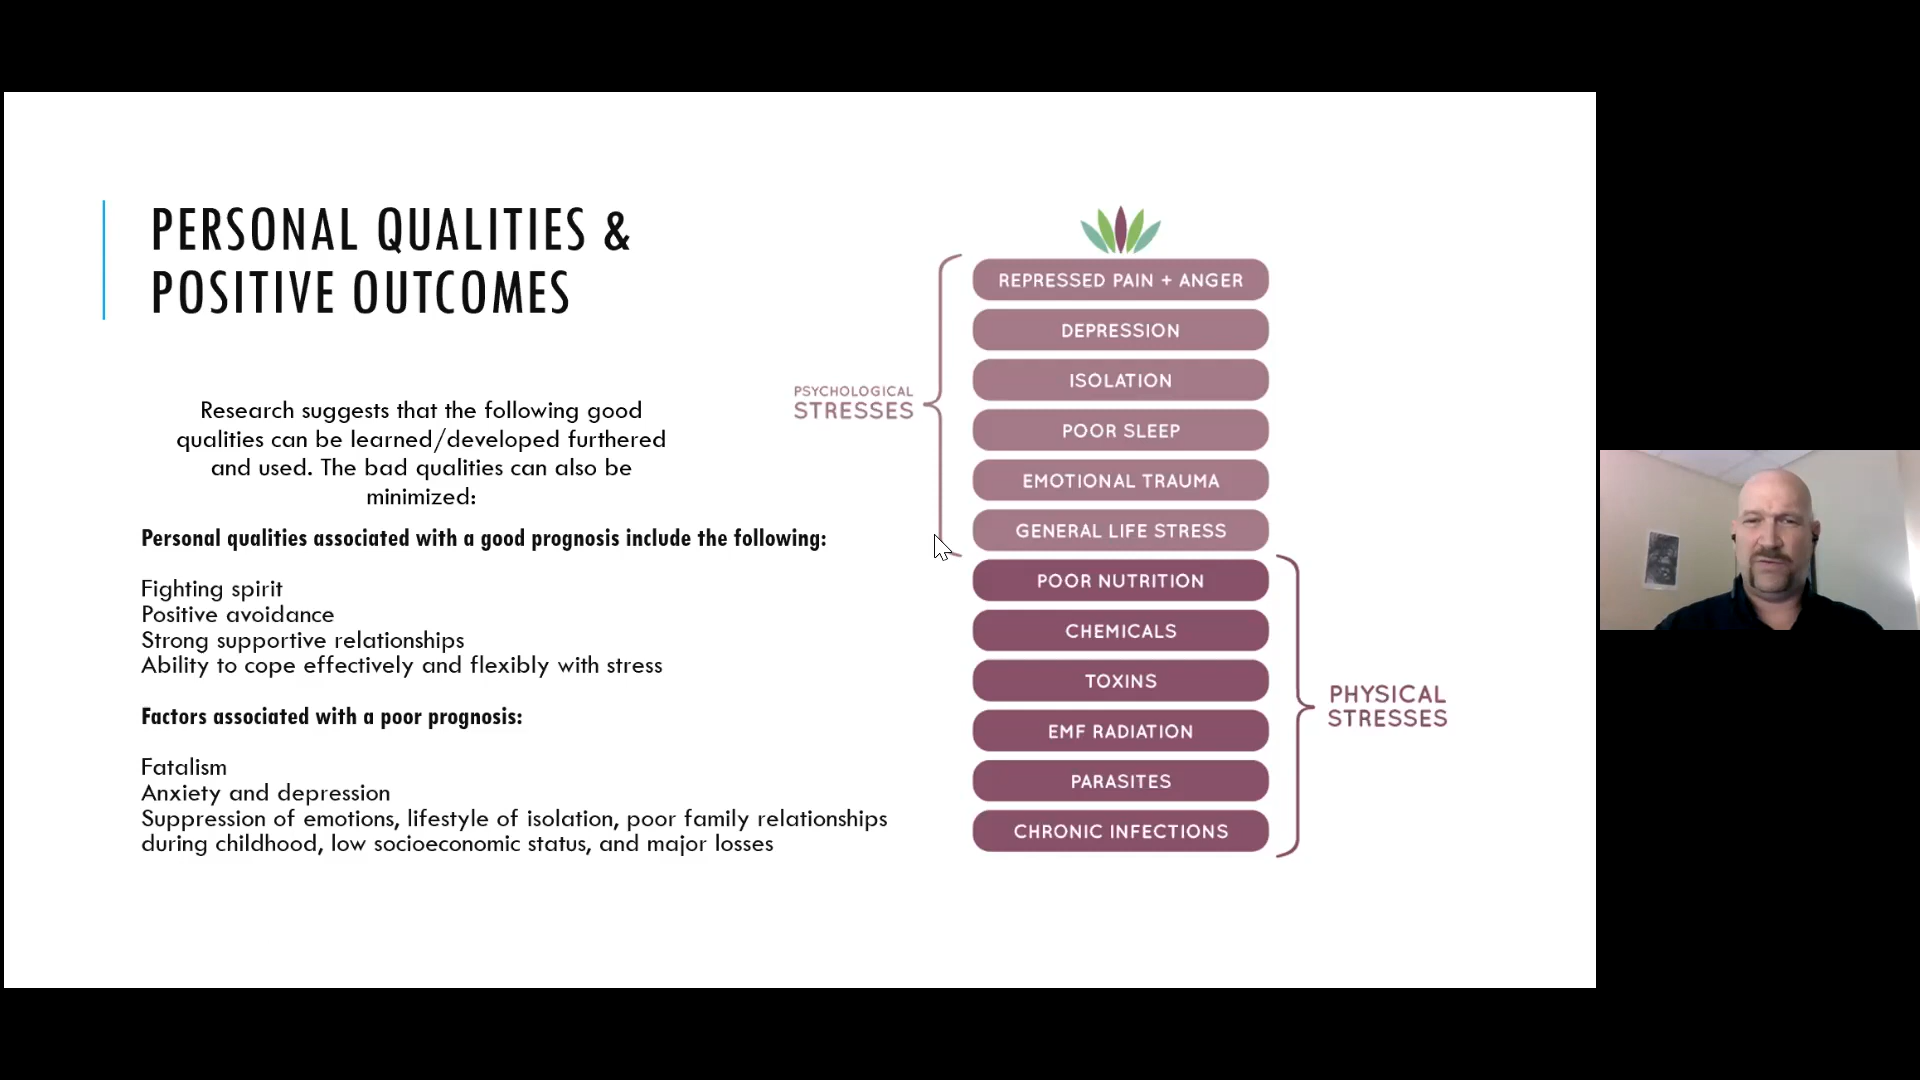 PERSONAL QUALITIES &
POSITIVE OUTCOMES
Research suggests that the following good
qualities can be learned/developed furthered
and used. The bad qualities can also be
minimized:
Personal qualities associated with a good prognosis include the following:
Fighting spirit
Positive avoidance
Strong supportive relationships
Ability to cope effectively and flexibly with stress
Factors associated with a poor prognosis:
Fatalism
Anxiety and depression
Suppression of emotions, lifestyle of isolation, poor family relationships
during childhood, low socioeconomic status, and major losses
PSYCHOLOGICAL
STRESSES
REPRESSED PAIN + ANGER
DEPRESSION
ISOLATION
POOR SLEEP
EMOTIONAL TRAUMA
GENERAL LIFE STRESS
POOR NUTRITION
CHEMICALS
TOXINS
EMF RADIATION
PARASITES
CHRONIC INFECTIONS
PHYSICAL
STRESSES